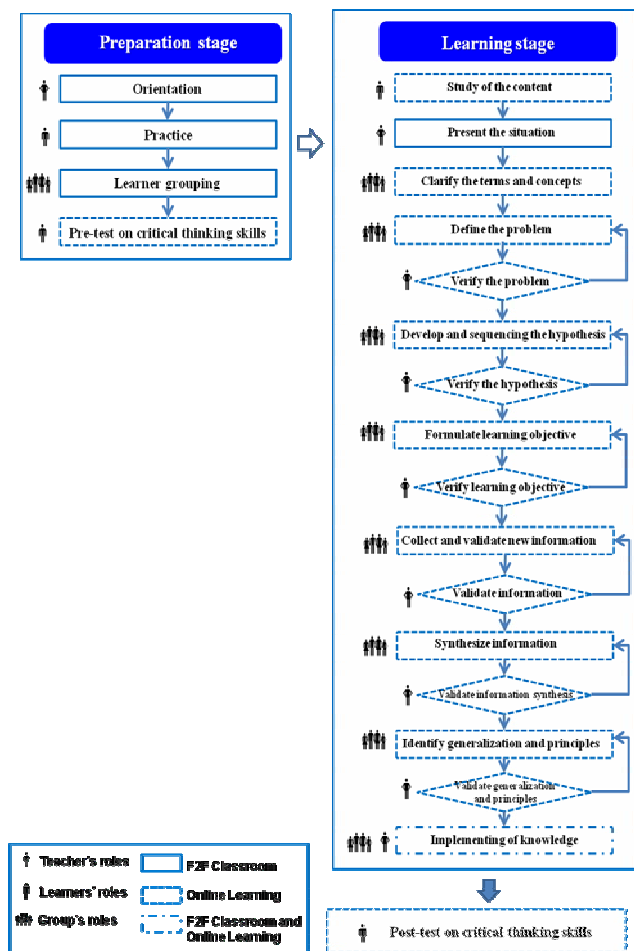 Preparation stage
Orientation
Practice
Learner grouping
Pre-test on critical thinking skills
Learning stage
Study of the content
Present the situation
Clarify the terms and concepts
Define the problem
Verify the problem
Develop and sequencing the hypothesis
Verify the hypothesis
Formulate learning objective
Verify learning objective
Collect and validate new information
Validate information
Synthesize information
Validate information synthesis
Identify generalization and principles
Validate generalization
and principles
Implementing of knowledge
Post-test on critical thinking skills
Teacher's roles
F2F Classroom
Learners' roles
Online Learning
Group's roles
F2F Classroom and
Online Learning